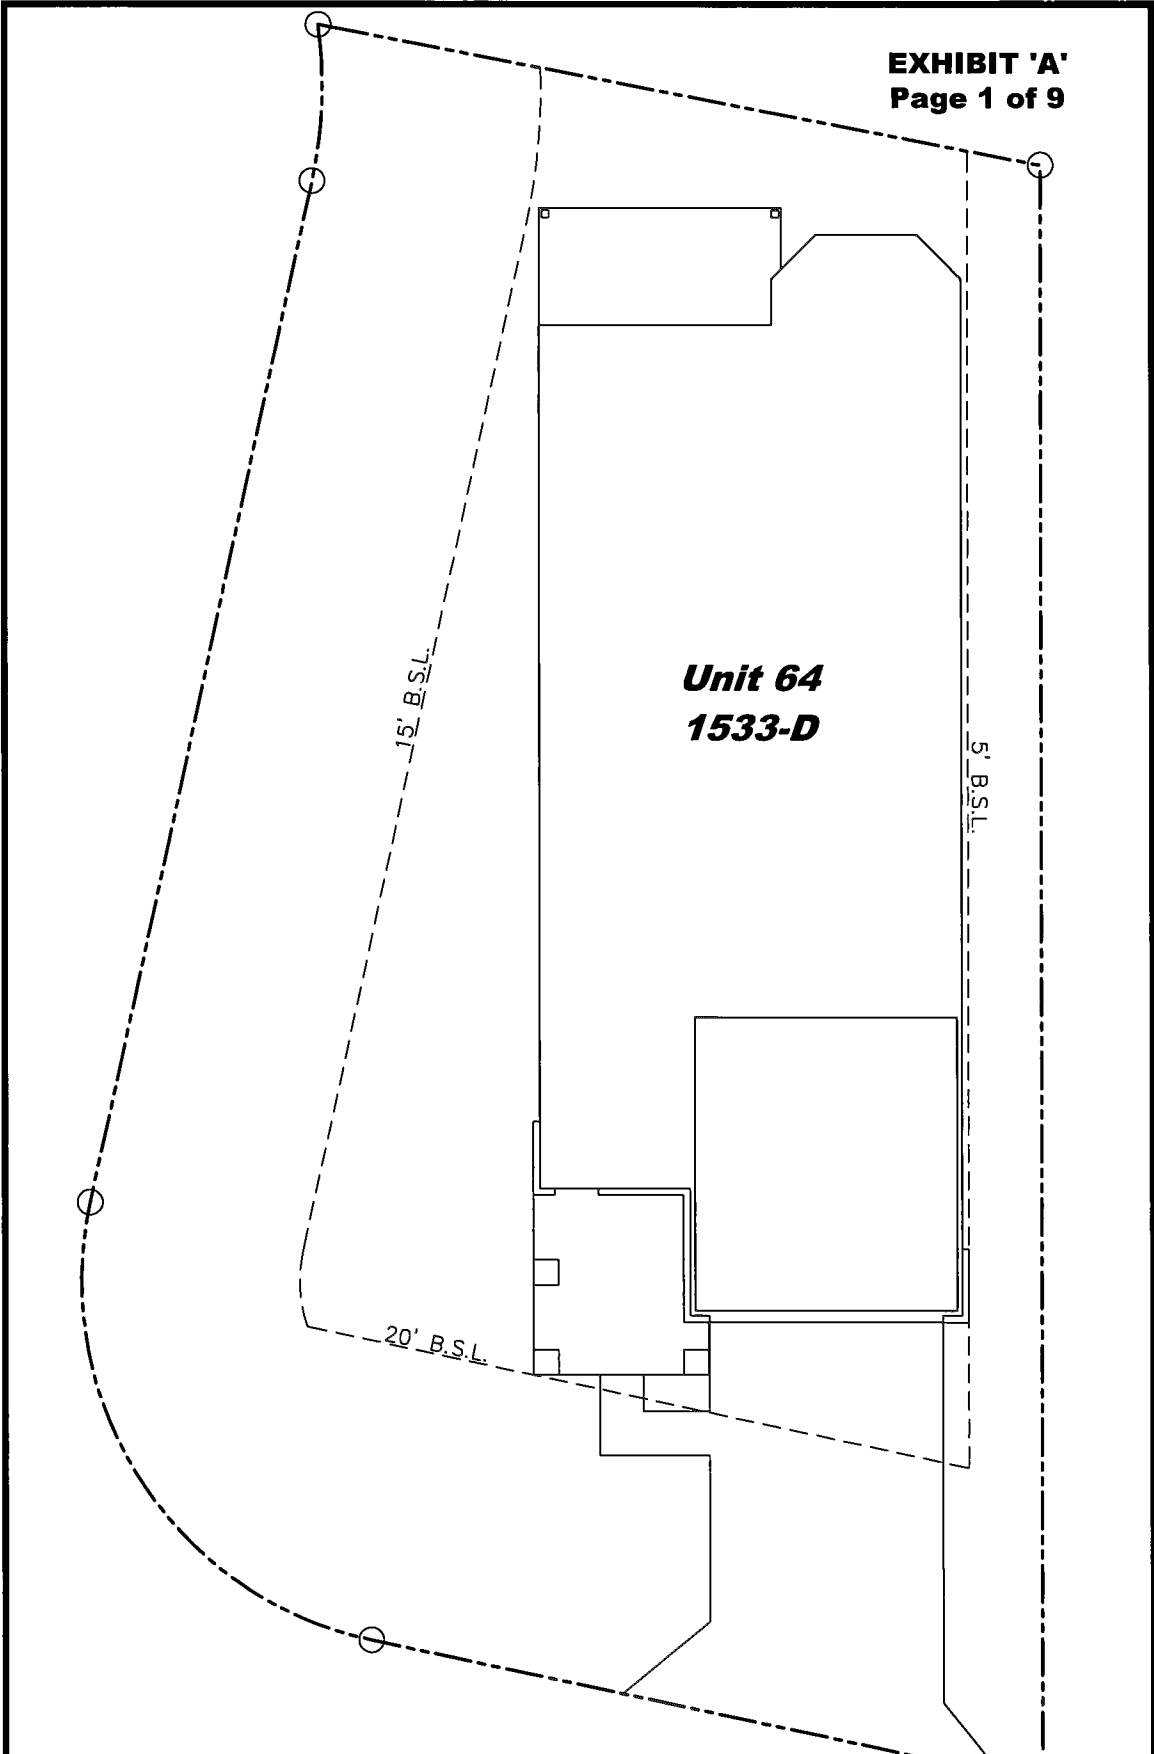 EXHIBIT 'A'
Page 1 of 9
15' B.S.L.
Unit 64
1533-D
5' B.S.L.
20' B.S.L.